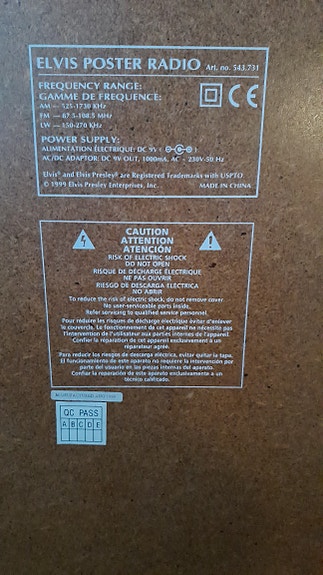 ELVIS POSTER RADIO Art. no. 543.731
FREQUENCY RANGE:
GAMME DE FREQUENCE:
AM — 525-1730 KHz
FM — 87.5-108.5 MHz
LW — 150-270 KHz
CE
POWER SUPPLY:
ALIMENTATION ÉLECTRIQUE: DC 9V
AC/DC ADAPTOR: DC 9V OUT, 1000mA, AC ~ 230V-50 Hz
Elvis® and Elvis Presley® are Registered Trademarks with USPTO
© 1999 Elvis Presley Enterprises, Inc. MADE IN CHINA
CAUTION
ATTENTION
ATENCIÓN
RISK OF ELECTRIC SHOCK
DO NOT OPEN
RISQUE DE DÉCHARGE ÉLECTRIQUE
NE PAS OUVRIR
RIESGO DE DESCARGA ELÉCTRICA
NO ABRIR
To reduce the risk of electric shock, do not remove cover
No user-serviceable parts inside.
Refer servicing to qualified service personnel.
Pour réduire les risques de décharge électrique éviter d'enlever
le couvercle. Le fonctionnement de cet appareil ne nécésite pas
l'intervention de l'utilisateur aux parties internes de l'appareil.
Confier la réparation de cet appareil exclusivement à un
réparateur agréé.
Para reducir los riesgos de descarga eléctrica, evitar quitar la tapa.
El funcionamiento de este aparato no requiere la intervención por
parte del usuario en las piezas internas del aparato.
Confiar la reparación de este aparato exclusivamente a un
técnico calificado.
QC PASS
A B C D E